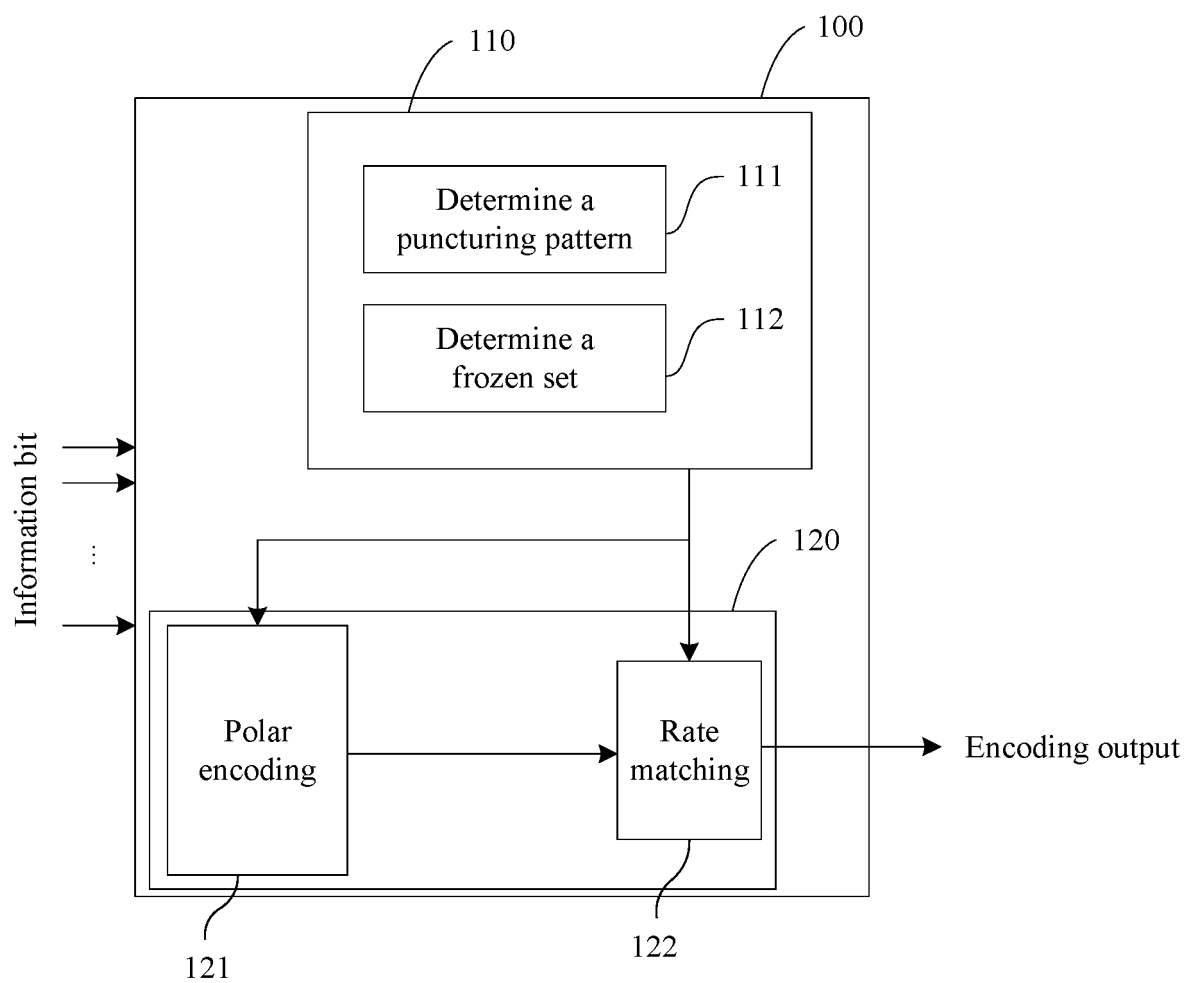 100
110
111
Determine a
puncturing pattern
112
Determine a
frozen set
Information bit
...
120
Polar
encoding
Rate
matching
Encoding output
121
122